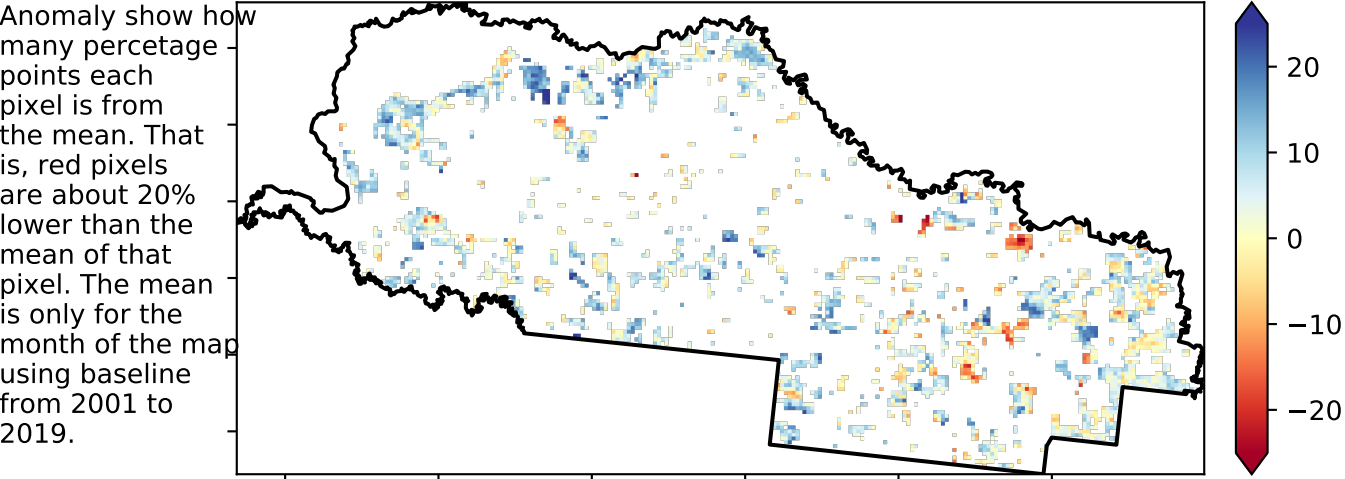 Anomaly show how
many percetage
points each
pixel is from
the mean. That
is, red pixels
are about 20%
lower than the
mean of that
pixel. The mean
is only for the
month of the map
using baseline
from 2001 to
2019.
20
10
0
−10
−20